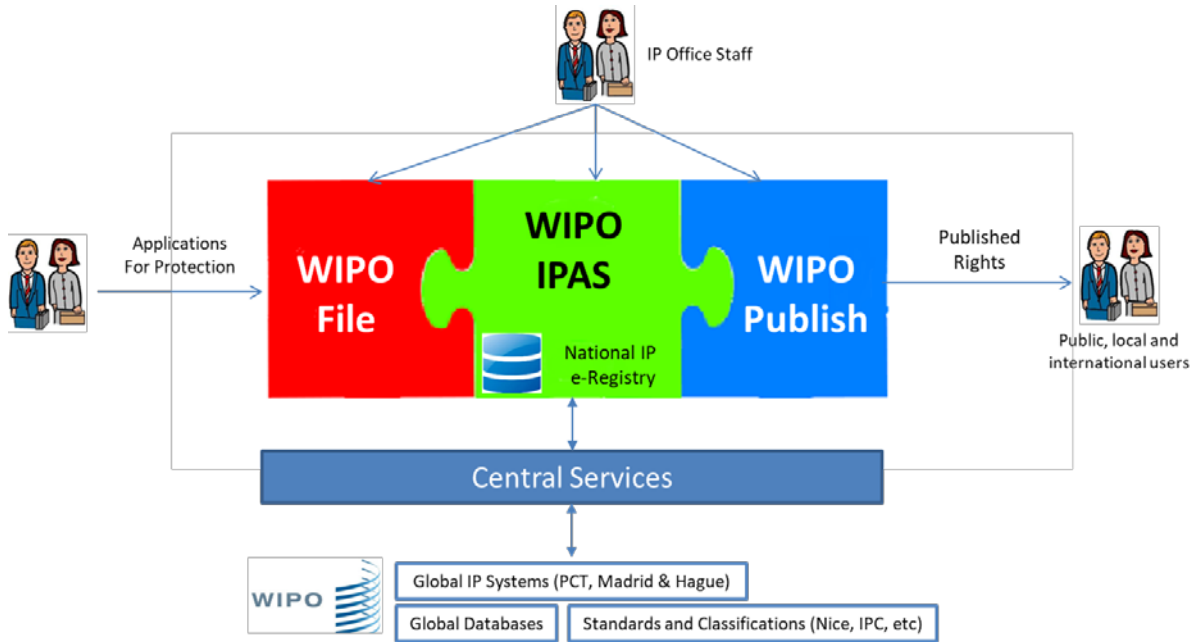 IP Office Staff
Applications
For Protection
WIPO
File
WIPO
IPAS
National IP
e-Registry
WIPO
Publish
Published
Rights
Public, local and
international users
Central Services
WIPO
Global IP Systems (PCT, Madrid & Hague)
Global Databases
Standards and Classifications (Nice, IPC, etc)